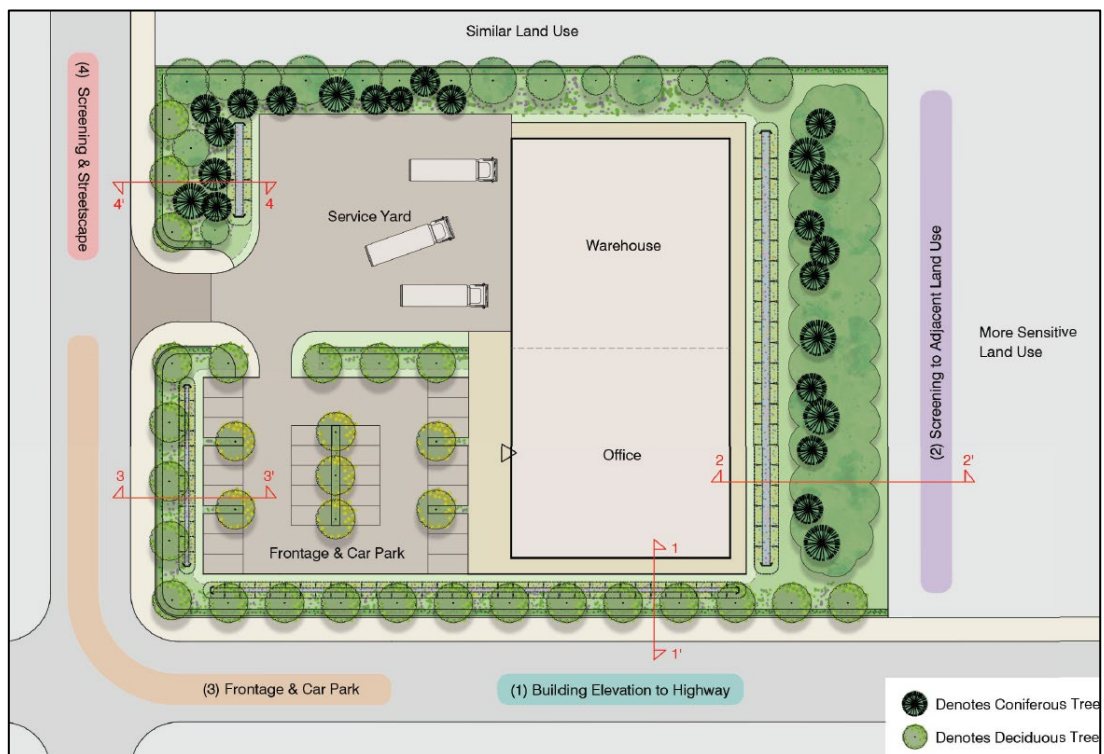 Similar Land Use
(4) Screening & Streetscape
4'
4
Service Yard
Warehouse
(2) Screening to Adjacent Land Use
More Sensitive
Land Use
Office
2
2'
3
3'
Frontage & Car Park
1
1'
(3) Frontage & Car Park
(1) Building Elevation to Highway
Denotes Coniferous Tree
Denotes Deciduous Tree